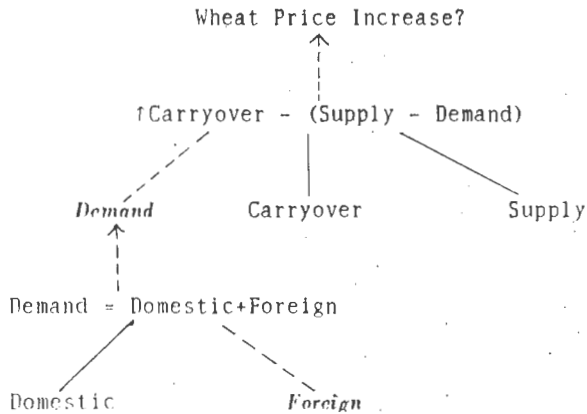 Wheat Price Increase?
↑Carryover - (Supply - Demand)
Demand Carryover Supply
Demand = Domestic+Foreign
Domestic Foreign